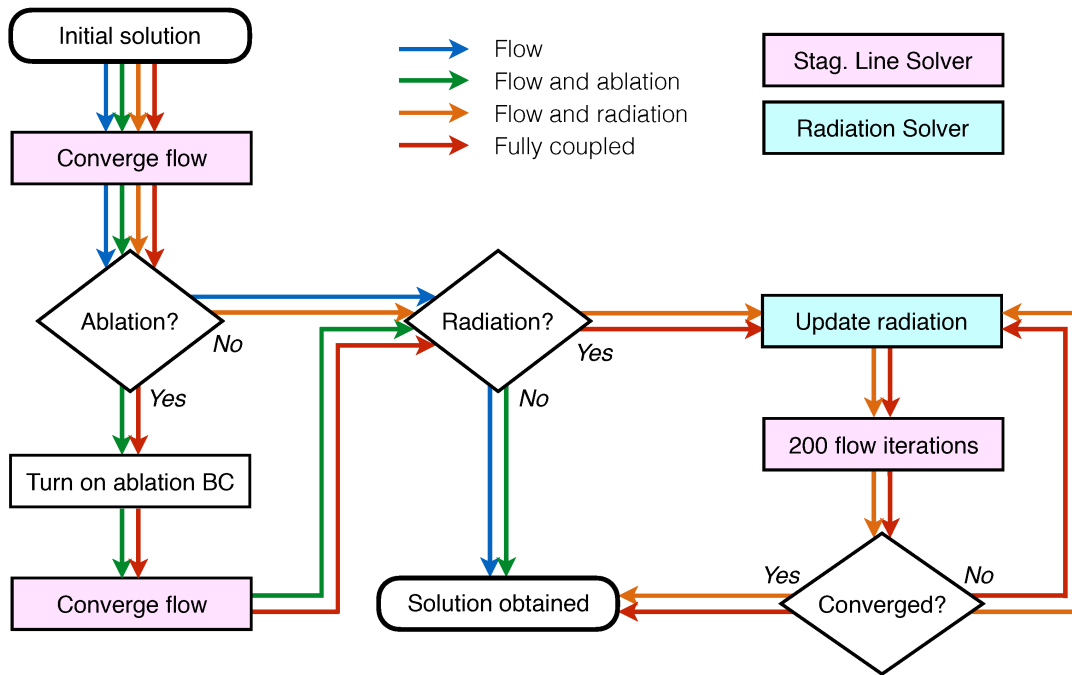 Initial solution
Flow
Flow and ablation
Flow and radiation
Fully coupled
Stag. Line Solver
Radiation Solver
Converge flow
Ablation?
No
Yes
Radiation?
Yes
No
Update radiation
200 flow iterations
Turn on ablation BC
Converge flow
Solution obtained
Yes
No
Converged?